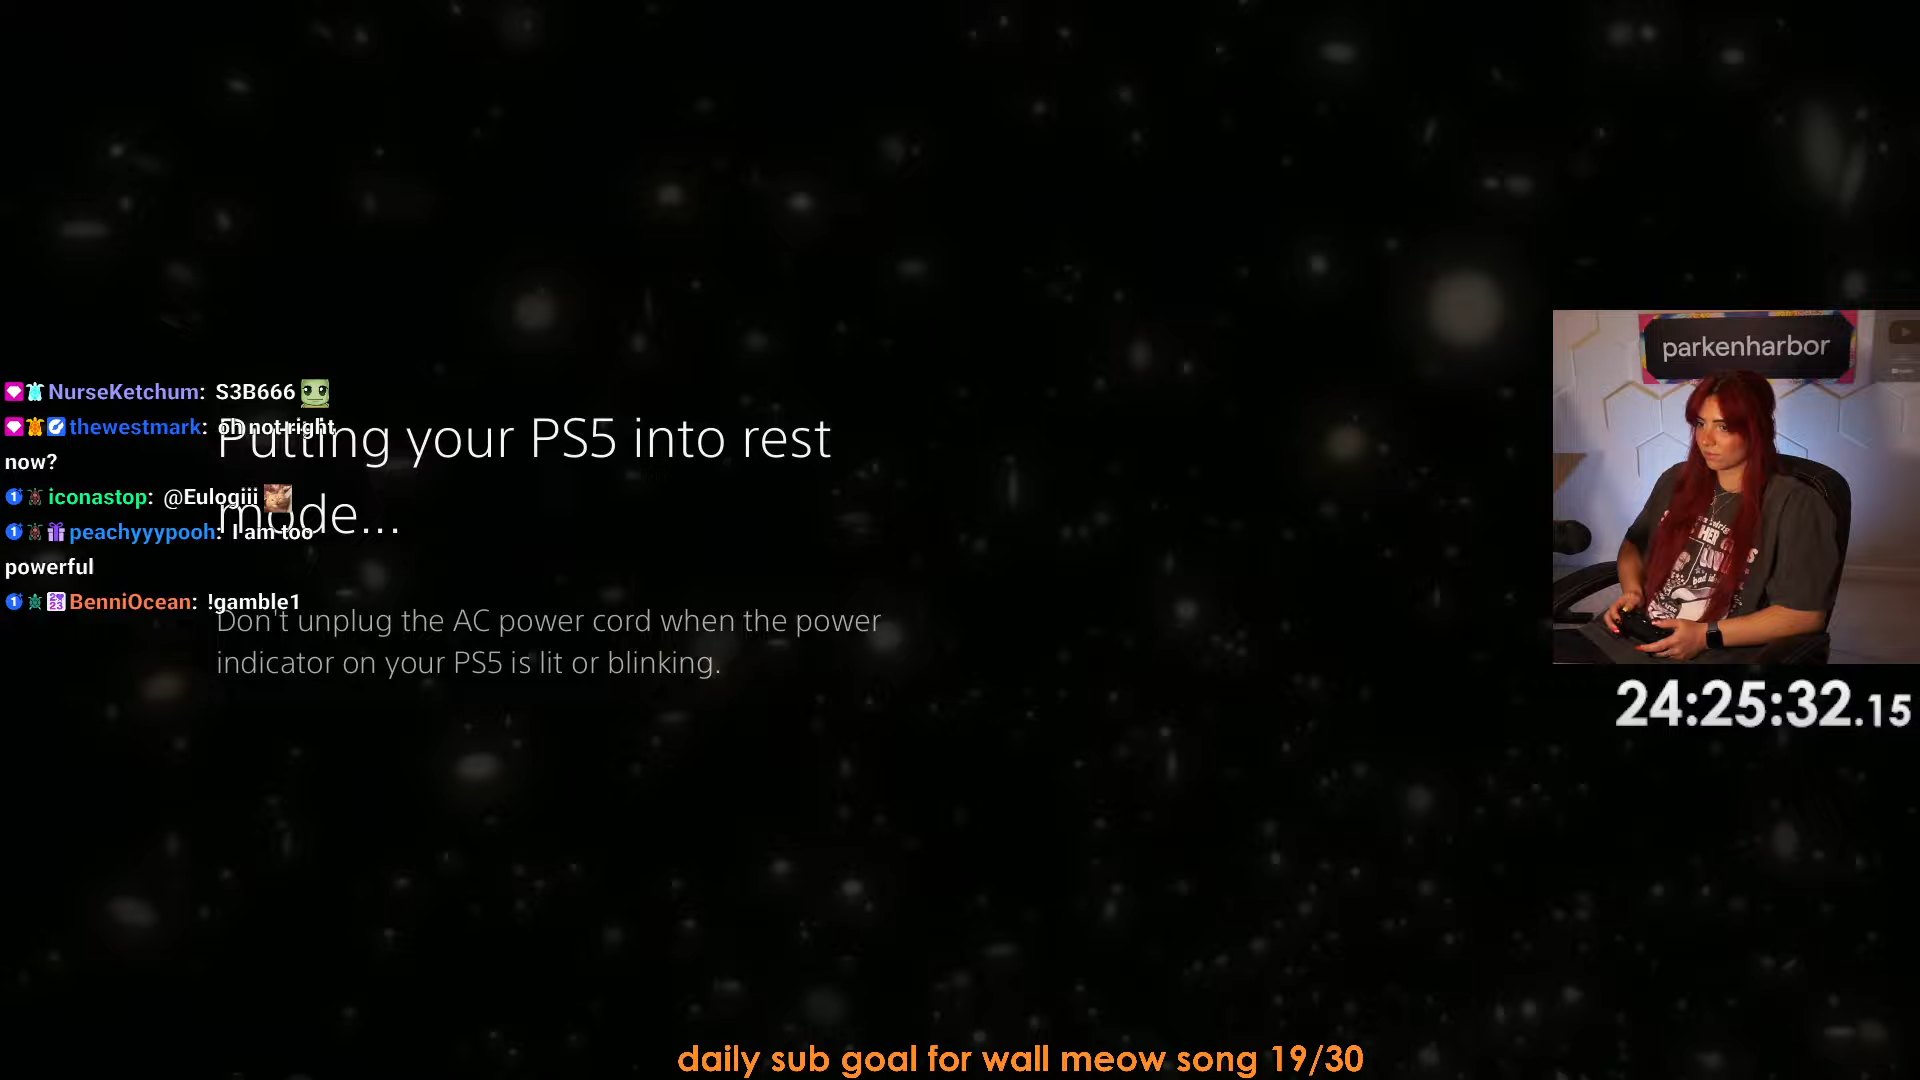 parkenharbor
NurseKetchum: S3B666
thewestmark: oh not right
now?
iconastop: @Eulogiii
peachyyypooh: I am too
powerful
BenniOcean: !gamble1
Putting your PS5 into rest
mode...
Don't unplug the AC power cord when the power
indicator on your PS5 is lit or blinking.
24:25:32.15
daily sub goal for wall meow song 19/30